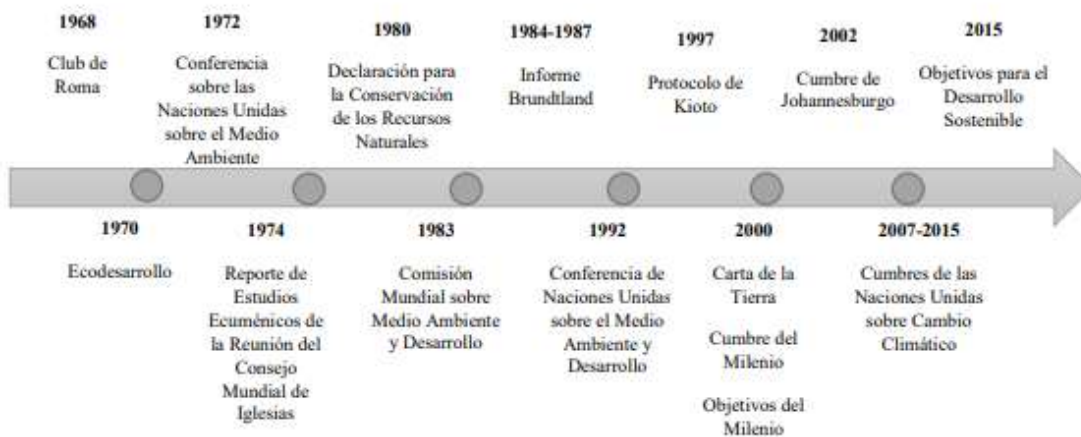 1968
Club de
Roma
1972
Conferencia
sobre las
Naciones Unidas
sobre el Medio
Ambiente
1980
Declaración para
la Conservación
de los Recursos
Naturales
1984-1987
Informe
Brundtland
1997
Protocolo de
Kioto
2002
Cumbre de
Johannesburgo
2015
Objetivos para el
Desarrollo
Sostenible
1970
Ecodesarrollo
1974
Reporte de
Estudios
Ecuménicos de
la Reunión del
Consejo
Mundial de
Iglesias
1983
Comisión
Mundial sobre
Medio Ambiente
y Desarrollo
1992
Conferencia de
Naciones Unidas
sobre el Medio
Ambiente y
Desarrollo
2000
Carta de la
Tierra
Cumbre del
Milenio
Objetivos del
Milenio
2007-2015
Cumbres de las
Naciones Unidas
sobre Cambio
Climático